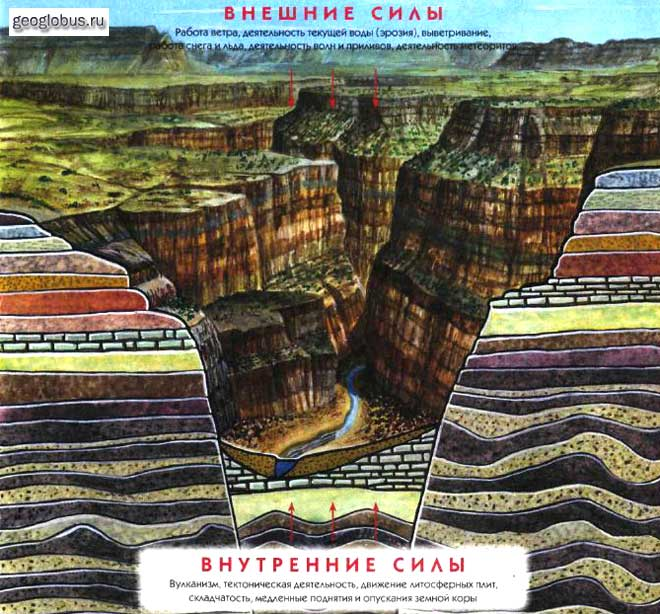 geoglobus.ru
ВНЕШНИЕ СИЛЫ
Работа ветра, деятельность текущей воды (эрозия), выветривание,
работа снега и льда, деятельность волн и приливов, деятельность метеоритов
ВНУТРЕННИЕ СИЛЫ
Вулканизм, тектоническая деятельность, движение литосферных плит,
складчатость, медленные поднятия и опускания земной коры